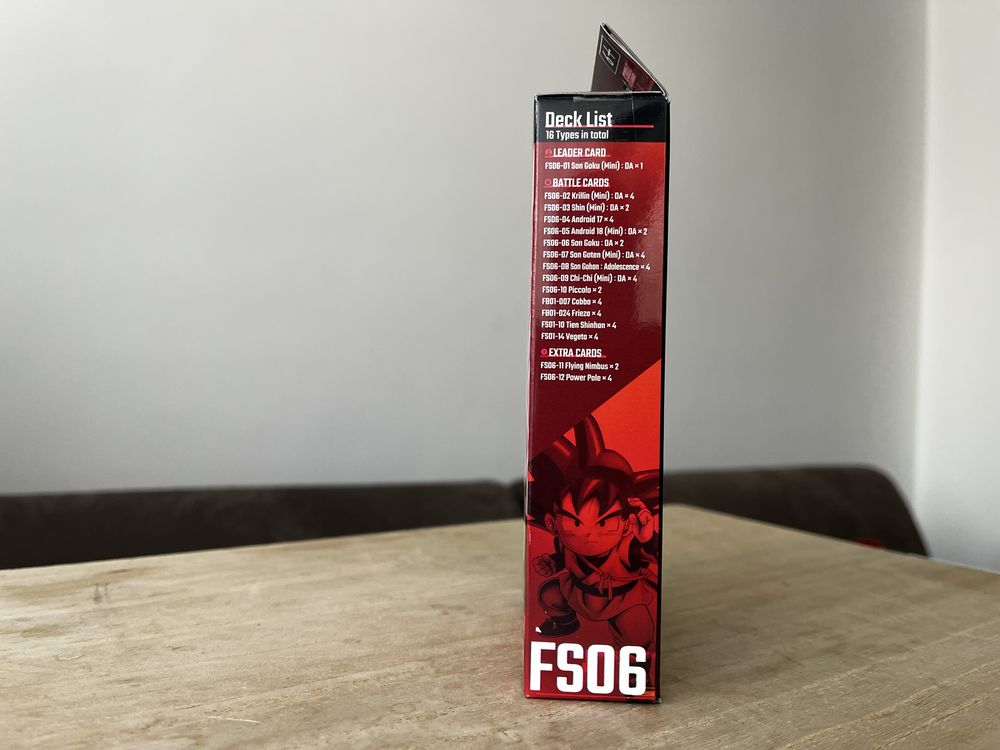 Deck List
16 Types in total
LEADER CARD
FS06-01 Son Goku (Mini) : DA × 1
BATTLE CARDS
FS06-02 Krillin (Mini) : DA × 4
FS06-03 Shin (Mini) : DA × 2
FS06-04 Android 17 × 4
FS06-05 Android 18 (Mini) : DA × 2
FS06-06 Son Goku : DA × 2
FS06-07 Son Goten (Mini) : DA × 4
FS06-08 Son Gohan : Adolescence × 4
FS06-09 Chi-Chi (Mini) : DA × 4
FS06-10 Piccolo × 2
FB01-007 Cabba × 4
FB01-024 Frieza × 4
FS01-10 Tien Shinhan × 4
FS01-14 Vegeta × 4
EXTRA CARDS
FS06-11 Flying Nimbus × 2
FS06-12 Power Pole × 4
FS06